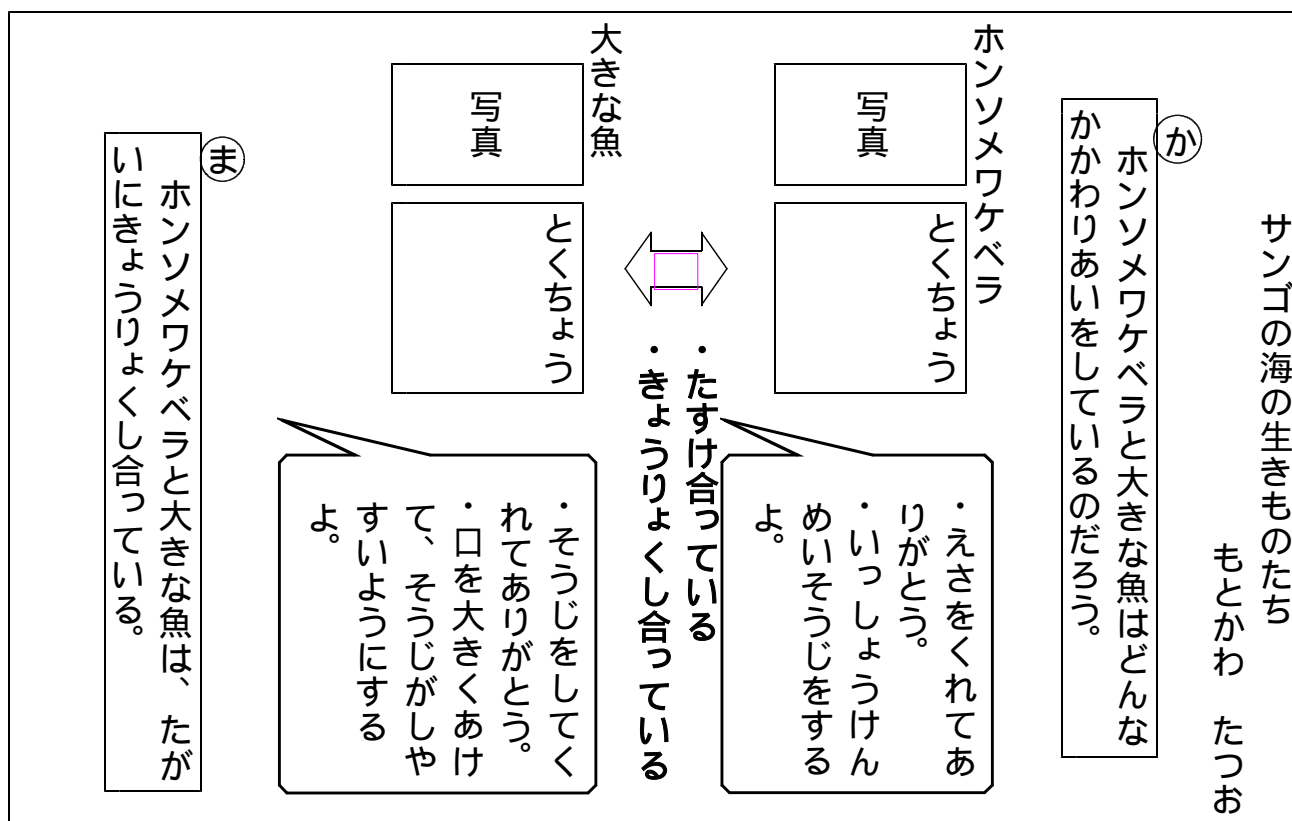 サンゴの海の生きものたち
もとかわ　たつお
か
ホンソメワケベラと大きな魚はどんな
かかわりあいをしているのだろう。
ホンソメワケベラ
写真
とくちょう
・えさをくれてあ
りがとう。
・いっしょうけん
めいそうじをする
よ。
・たすけ合っている
・きょうりょくし合っている
大きな魚
写真
とくちょう
・そうじをしてく
れてありがとう。
・口を大きくあけ
て、そうじがしや
すいようにする
よ。
ま
ホンソメワケベラと大きな魚は、たが
いにきょうりょくし合っている。